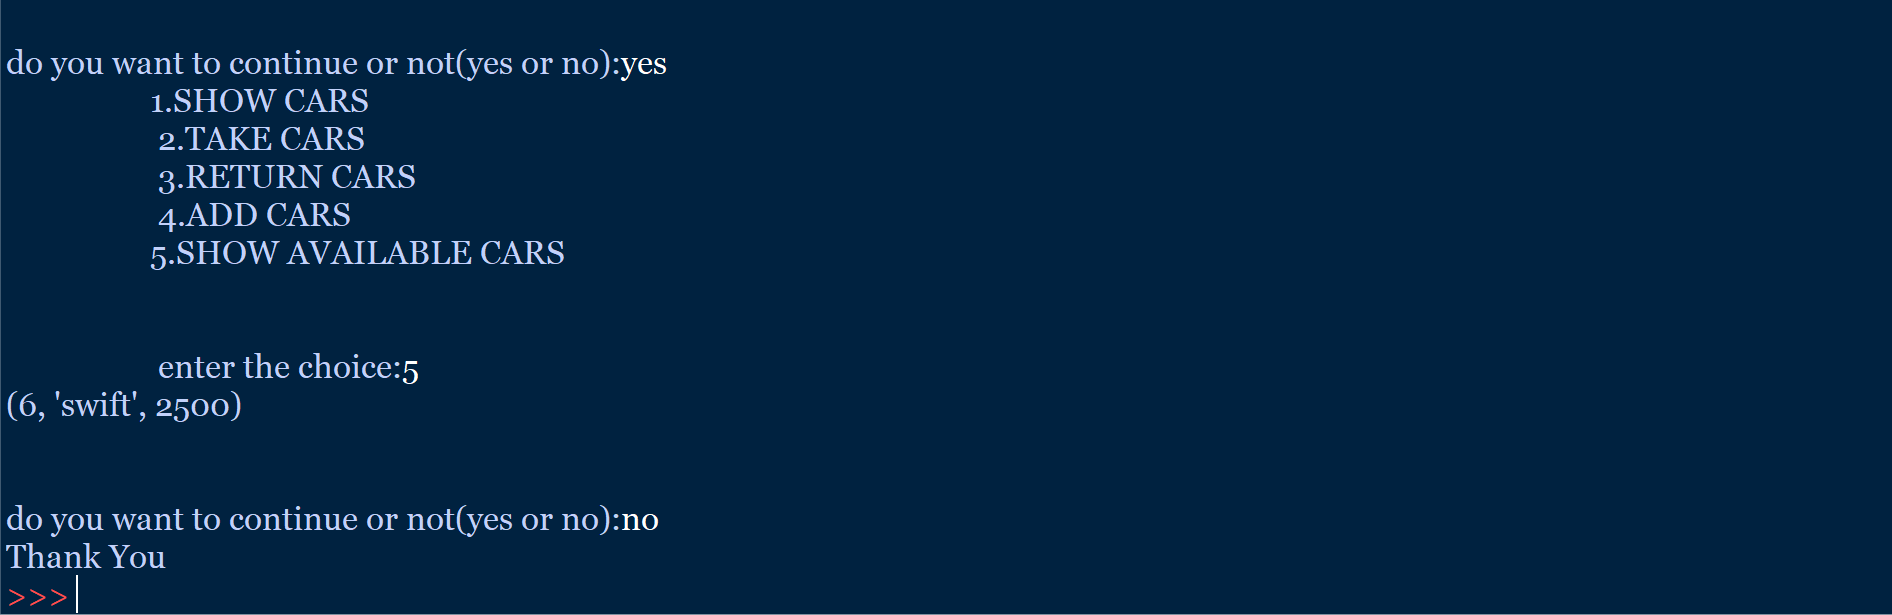 do you want to continue or not(yes or no):yes
1.SHOW CARS
2.TAKE CARS
3.RETURN CARS
4.ADD CARS
5.SHOW AVAILABLE CARS
enter the choice:5
(6, 'swift', 2500)
do you want to continue or not(yes or no):no
Thank You
>>>